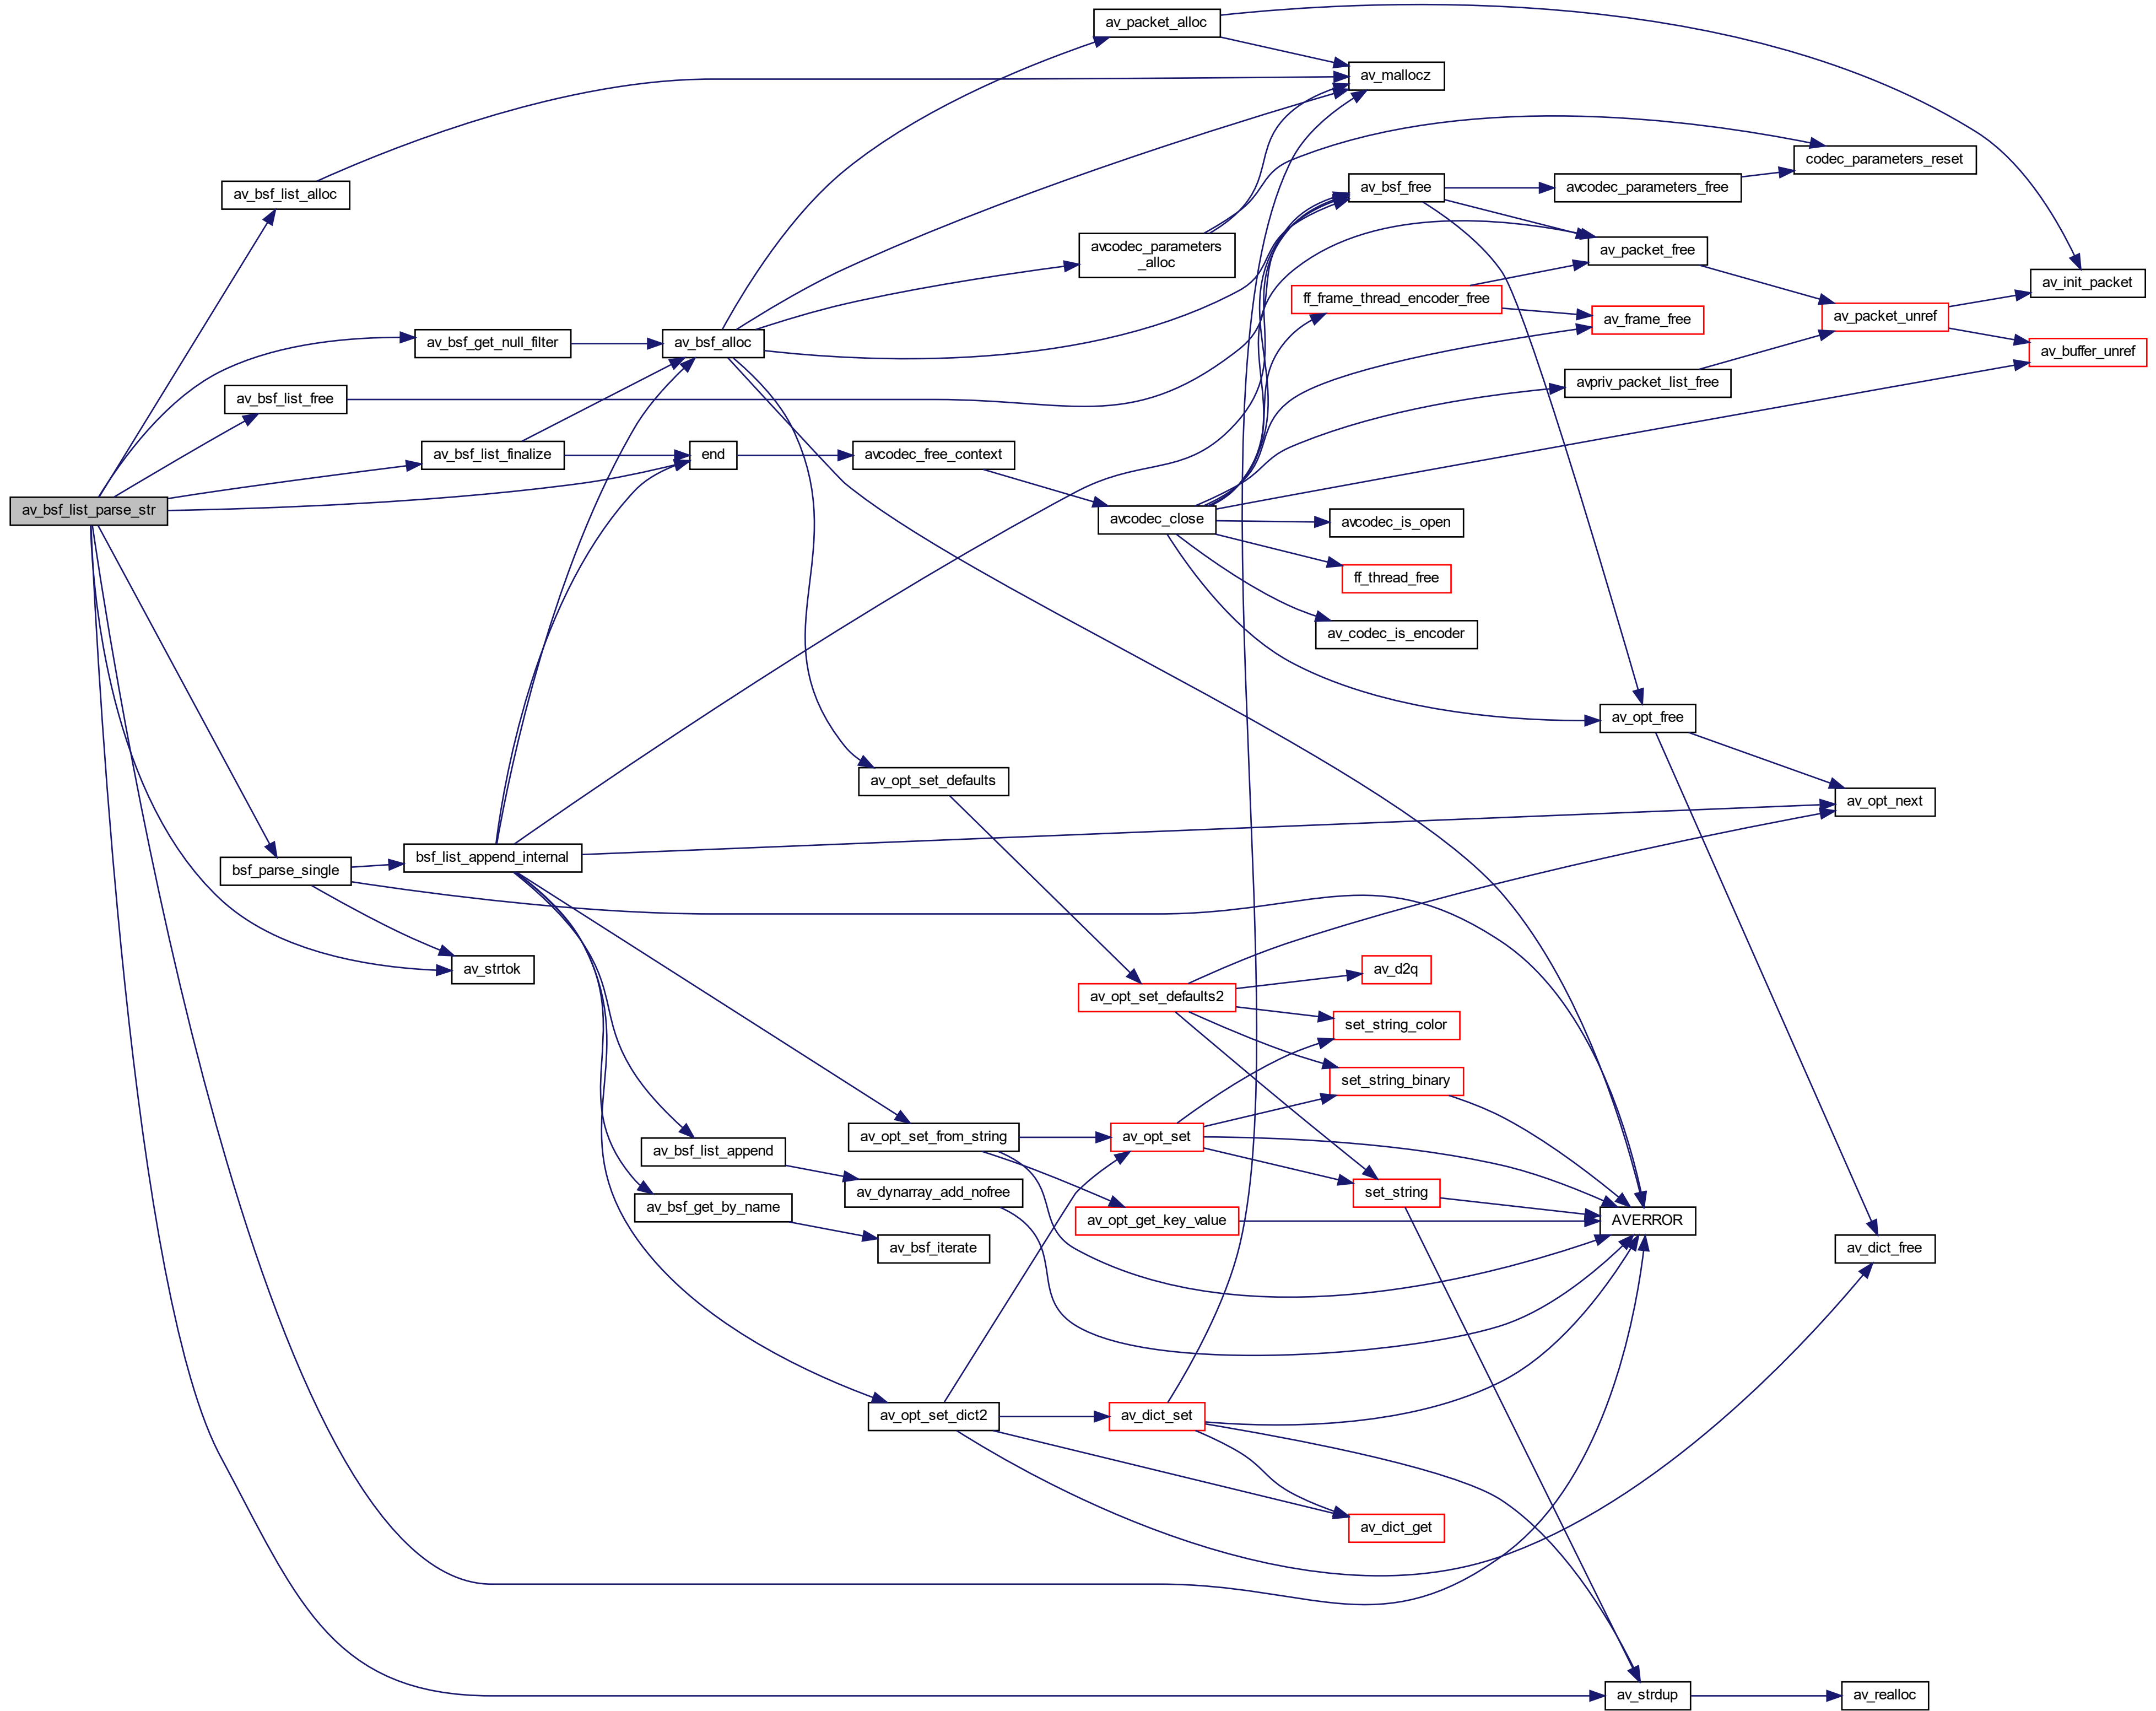 av_packet_alloc
av_mallocz
codec_parameters_reset
av_bsf_list_alloc
av_bsf_free
avcodec_parameters_free
avcodec_parameters
_alloc
av_packet_free
av_init_packet
ff_frame_thread_encoder_free
av_frame_free
av_packet_unref
av_bsf_get_null_filter
av_bsf_alloc
av_buffer_unref
av_bsf_list_free
avpriv_packet_list_free
av_bsf_list_finalize
end
avcodec_free_context
av_bsf_list_parse_str
avcodec_close
avcodec_is_open
ff_thread_free
av_codec_is_encoder
av_opt_free
av_opt_set_defaults
av_opt_next
bsf_parse_single
bsf_list_append_internal
av_strtok
av_d2q
av_opt_set_defaults2
set_string_color
set_string_binary
av_opt_set_from_string
av_opt_set
av_bsf_list_append
av_dynarray_add_nofree
set_string
av_bsf_get_by_name
av_opt_get_key_value
AVERROR
av_bsf_iterate
av_dict_free
av_opt_set_dict2
av_dict_set
av_dict_get
av_strdup
av_realloc